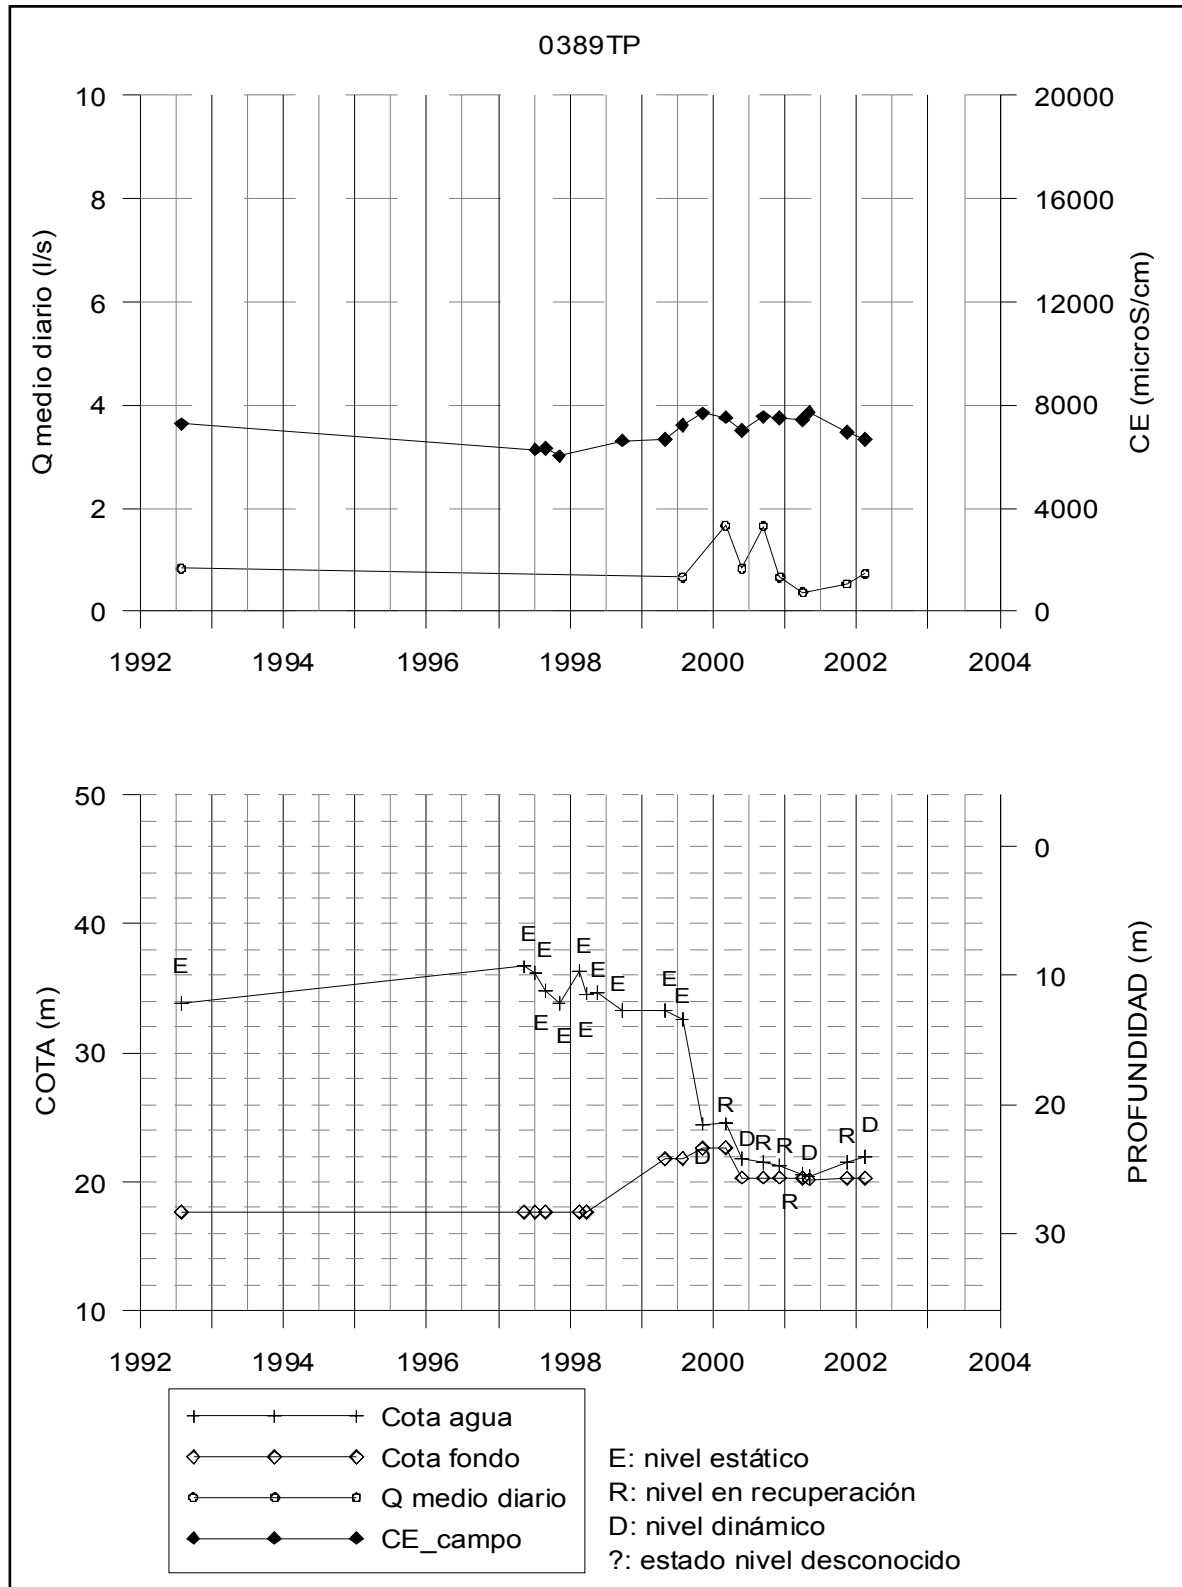 0389TP
10 20000
8 16000
6 12000
4 8000
2 4000
0 0
Q medio diario (l/s)
CE (microS/cm)
1992 1994 1996 1998 2000 2002 2004
50
0
40
10
30
20
20
30
10
COTA (m)
PROFUNDIDAD (m)
E E E E E E E E E E E E
D R D R R R D R D
1992 1994 1996 1998 2000 2002 2004
Cota agua
Cota fondo
Q medio diario
CE_campo
E: nivel estático
R: nivel en recuperación
D: nivel dinámico
?: estado nivel desconocido